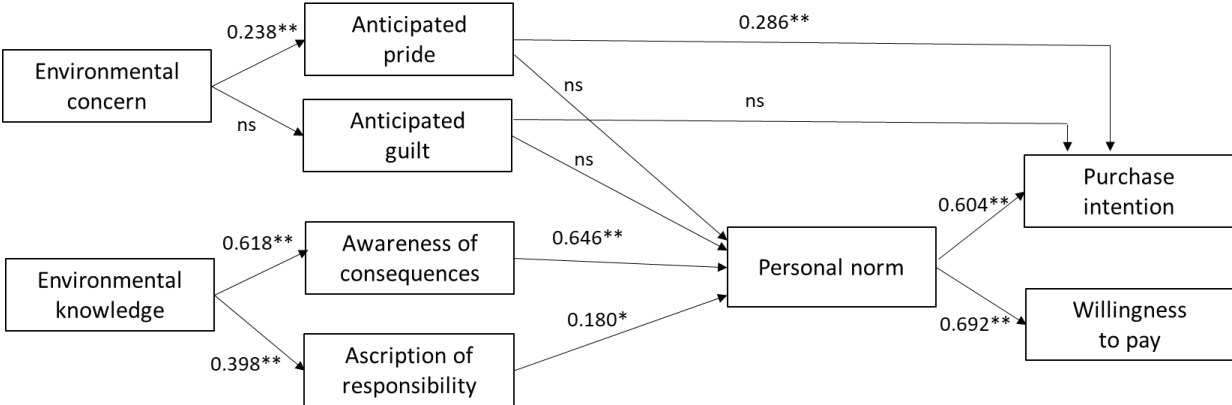 Anticipated
pride
0.238**
0.286**
Environmental
concern
ns
ns
ns
Anticipated
guilt
ns
Purchase
intention
0.604**
Awareness of
consequences
0.618**
0.646**
Personal norm
Environmental
knowledge
0.180*
Willingness
to pay
0.692**
0.398**
Ascription of
responsibility